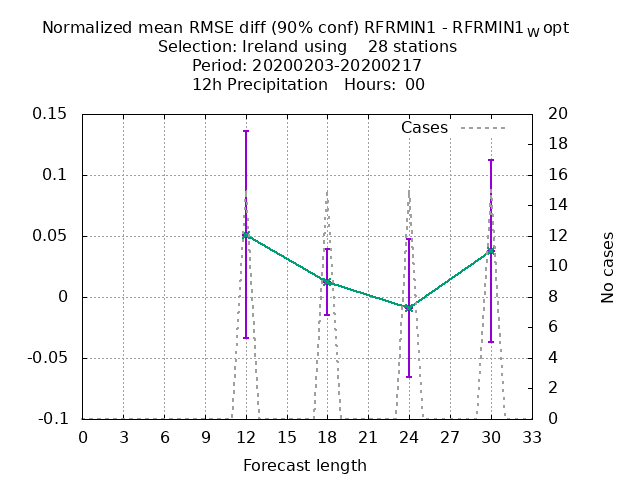 Normalized mean RMSE diff (90% conf) RFRMIN1 - RFRMIN1W opt
Selection: Ireland using 28 stations
Period: 20200203-20200217
12h Precipitation Hours: 00
Cases
0.15
0.1
0.05
0
-0.05
-0.1
20
18
16
14
12
10
8
6
4
2
0
No cases
0 3 6 9 12 15 18 21 24 27 30 33
Forecast length